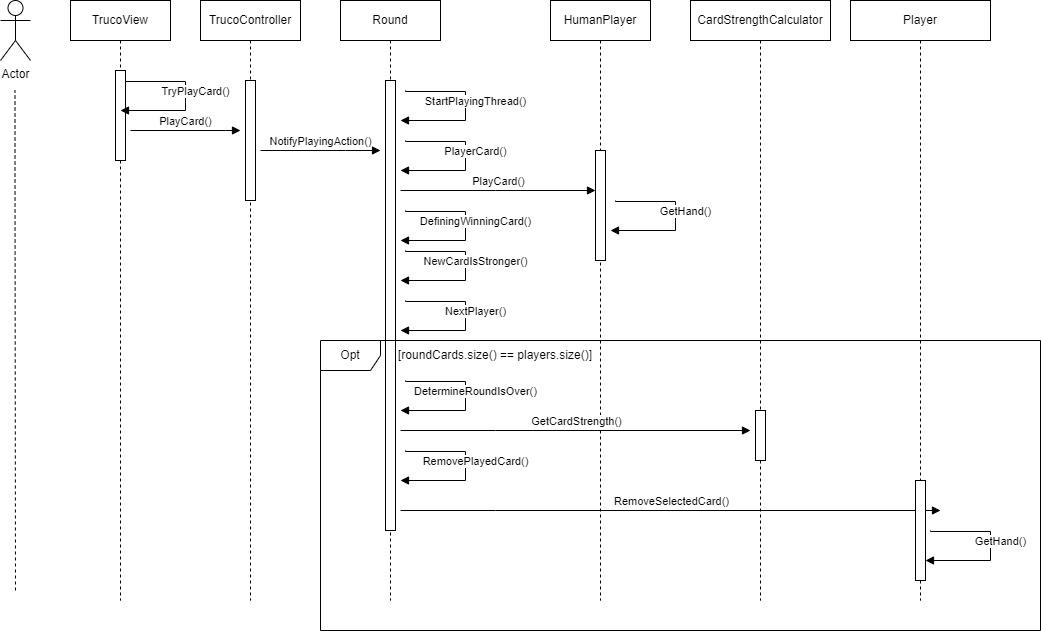 TrucoView
TrucoController
Round
HumanPlayer
CardStrengthCalculator
Player
Actor
TryPlayCard()
StartPlayingThread()
PlayCard()
NotifyPlayingAction()
PlayerCard()
PlayCard()
GetHand()
DefiningWinningCard()
NewCardIsStronger()
NextPlayer()
Opt
[roundCards.size() == players.size()]
DetermineRoundIsOver()
GetCardStrength()
RemovePlayedCard()
RemoveSelectedCard()
GetHand()